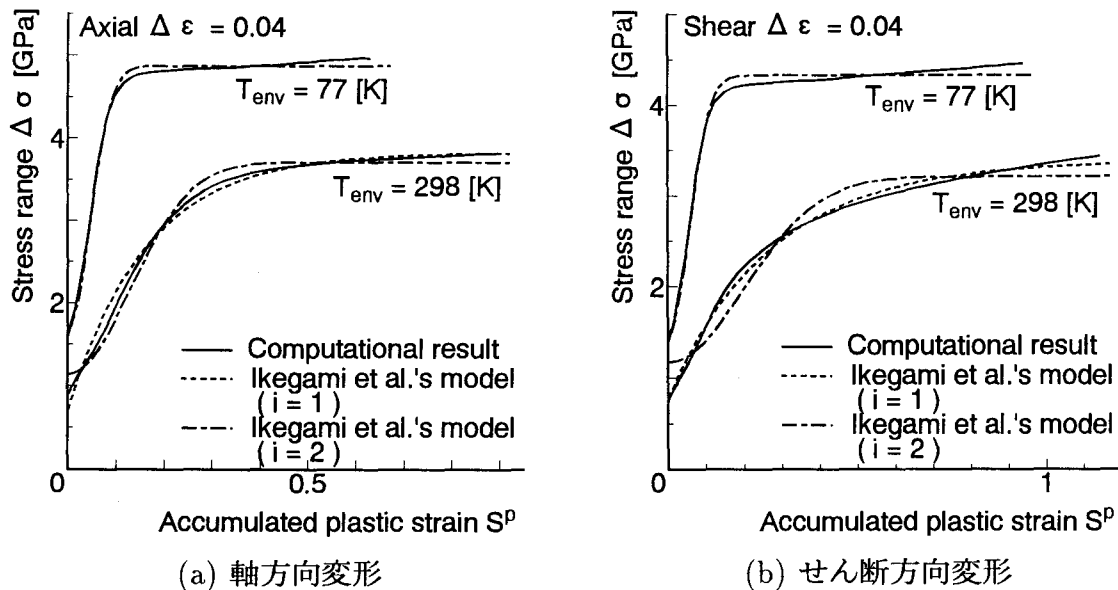 Axial Δ ε = 0.04
Stress range Δ σ [GPa]
4
2
0
T_env = 77 [K]
T_env = 298 [K]
Computational result
Ikegami et al.'s model
( i = 1 )
Ikegami et al.'s model
( i = 2 )
0.5
Accumulated plastic strain S^p
(a) 軸方向変形
Shear Δ ε = 0.04
Stress range Δ σ [GPa]
4
2
0
T_env = 77 [K]
T_env = 298 [K]
Computational result
Ikegami et al.'s model
( i = 1 )
Ikegami et al.'s model
( i = 2 )
1
Accumulated plastic strain S^p
(b) せん断方向変形